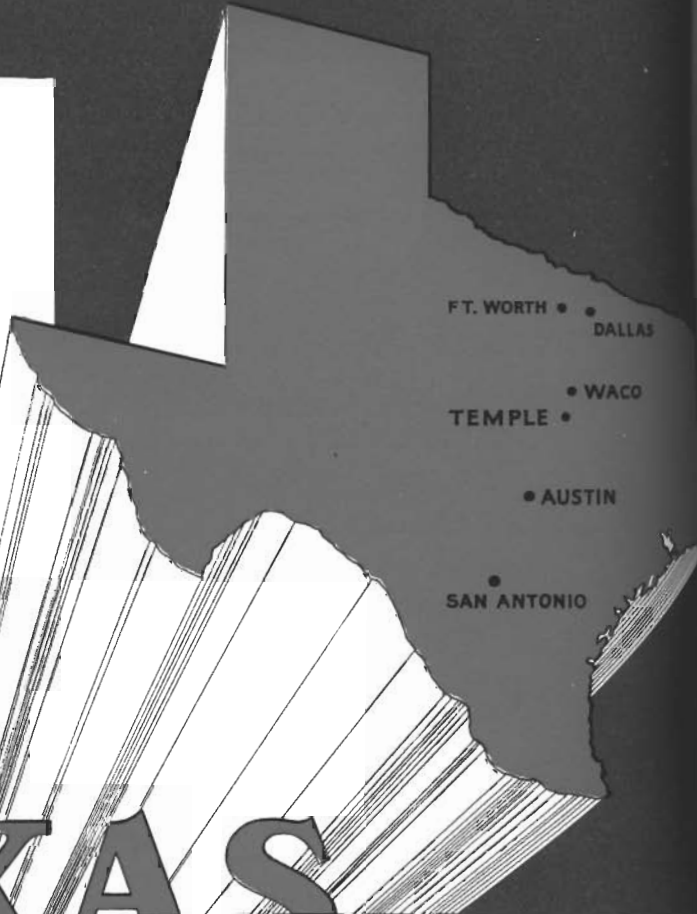 FT. WORTH
DALLAS
WACO
TEMPLE
AUSTIN
SAN ANTONIO
XAS